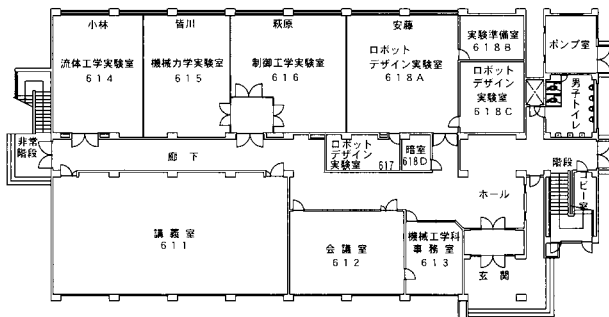 小林
流体工学実験室
614
皆川
機械力学実験室
615
萩原
制御工学実験室
616
安藤
ロボット
デザイン実験室
618A
実験準備室
618B
ロボット
デザイン
実験室
618C
ポンプ室
男子トイレ
非常
階段
廊下
ロボット
デザイン
実験室
617
暗室
618D
階段
コピー室
ホール
講義室
611
会議室
612
機械工学科
事務室
613
玄関